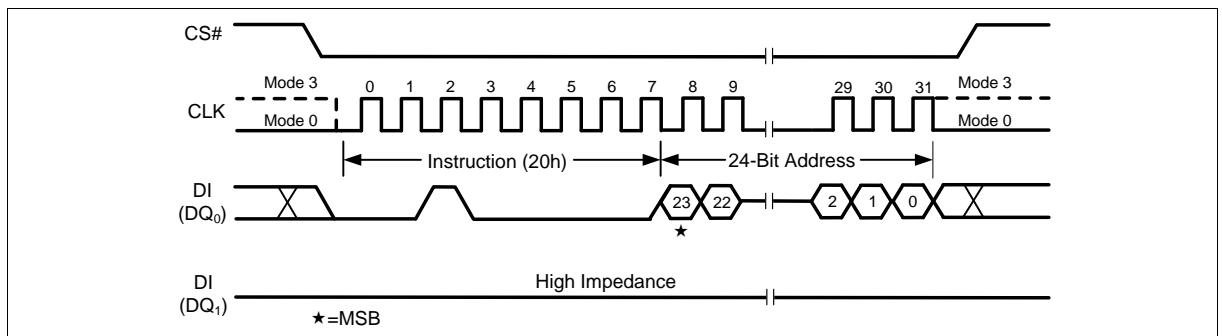 CS#
Mode 3
0 1 2 3 4 5 6 7 8 9 29 30 31
Mode 3
CLK
Mode 0
Mode 0
Instruction (20h)
24-Bit Address
DI
(DQ0)
23 22 2 1 0
★
High Impedance
DI
(DQ1)
★=MSB